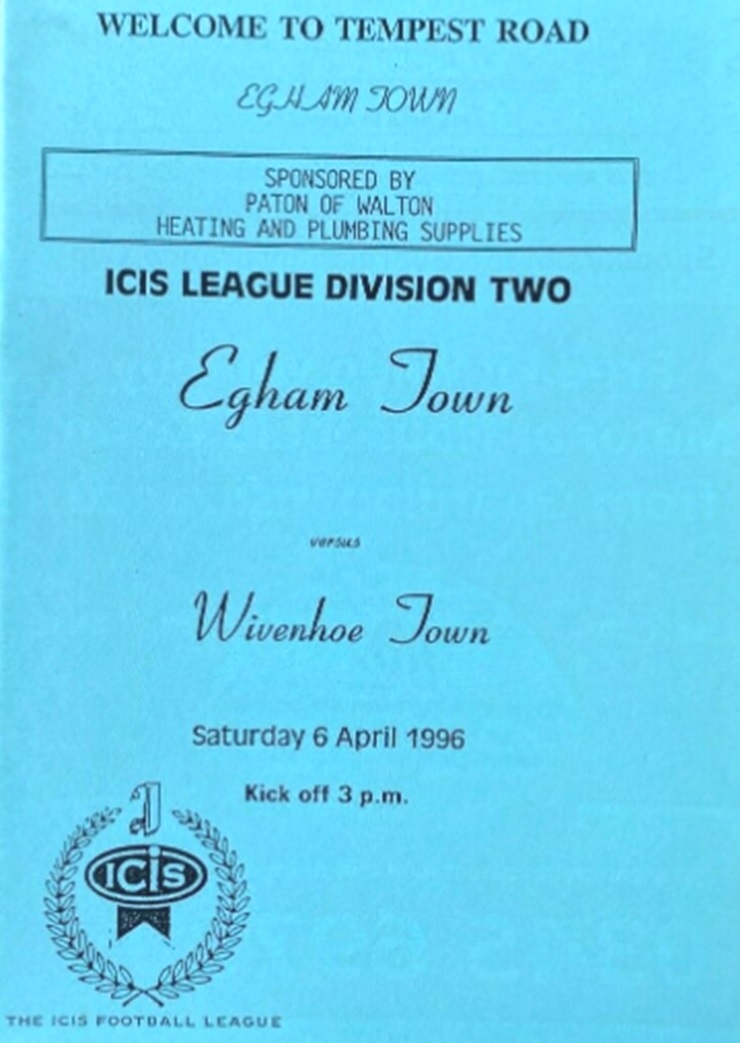 WELCOME TO TEMPEST ROAD
EGHAM TOWN
SPONSORED BY
PATON OF WALTON
HEATING AND PLUMBING SUPPLIES
ICIS LEAGUE DIVISION TWO
Egham Town
versus
Wivenhoe Town
Saturday 6 April 1996
Kick off 3 p.m.
ICIS
THE ICIS FOOTBALL LEAGUE